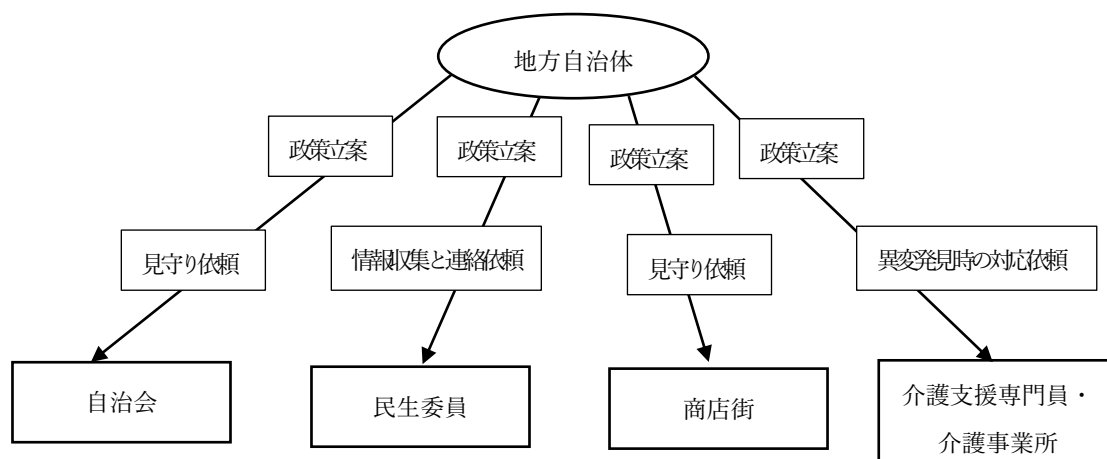 地方自治体
政策立案
政策立案
政策立案
政策立案
見守り依頼
情報収集と連絡依頼
見守り依頼
異変発見時の対応依頼
自治会
民生委員
商店街
介護支援専門員・
介護事業所